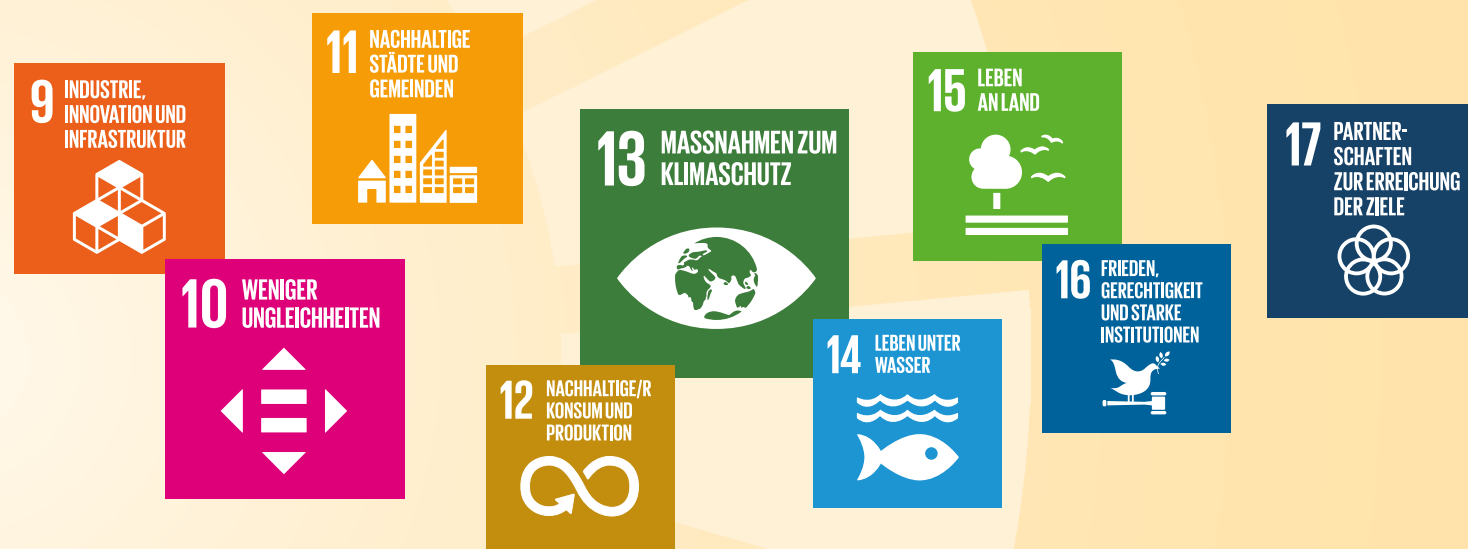 9 INDUSTRIE,
INNOVATION UND
INFRASTRUKTUR
10 WENIGER
UNGLEICHHEITEN
11 NACHHALTIGE
STÄDTE UND
GEMEINDEN
12 NACHHALTIGE/R
KONSUM UND
PRODUKTION
13 MASSNAHMEN ZUM
KLIMASCHUTZ
14 LEBEN UNTER
WASSER
15 LEBEN
AN LAND
16 FRIEDEN,
GERECHTIGKEIT
UND STARKE
INSTITUTIONEN
17 PARTNER-
SCHAFTEN
ZUR ERREICHUNG
DER ZIELE